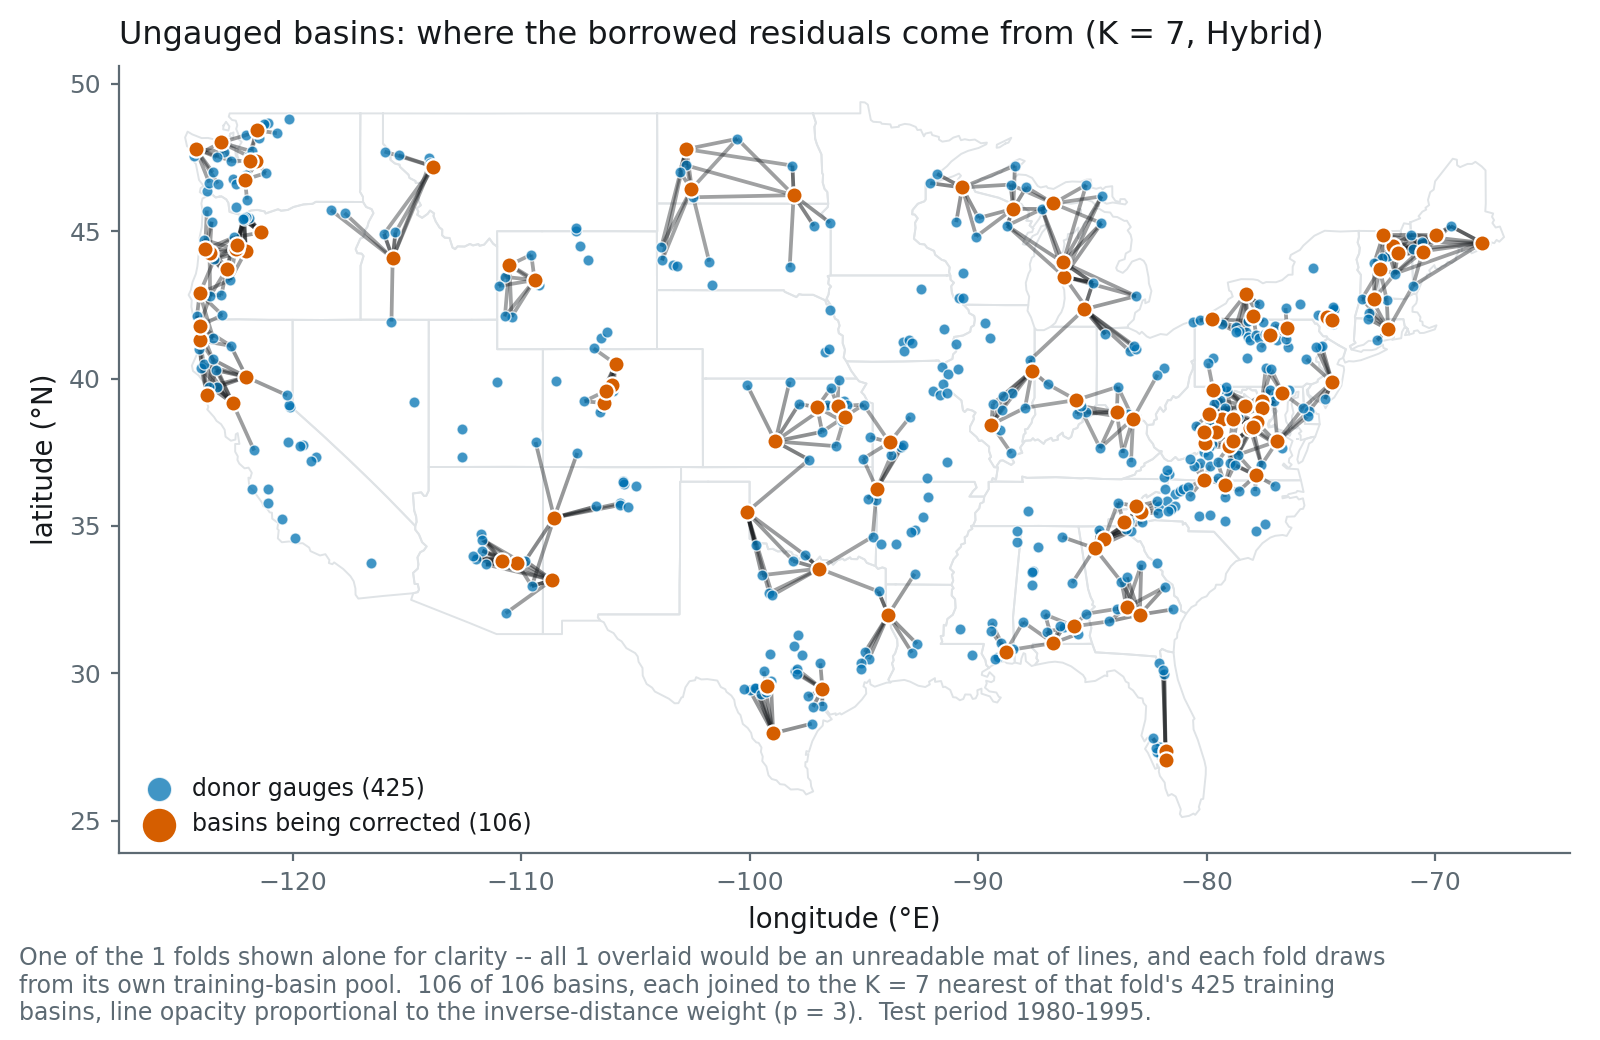 Ungauged basins: where the borrowed residuals come from (K = 7, Hybrid)
50
45
40
35
30
25
latitude (°N)
donor gauges (425)
basins being corrected (106)
−120
−110
−100
−90
−80
−70
longitude (°E)
One of the 1 folds shown alone for clarity -- all 1 overlaid would be an unreadable mat of lines, and each fold draws
from its own training-basin pool.  106 of 106 basins, each joined to the K = 7 nearest of that fold's 425 training
basins, line opacity proportional to the inverse-distance weight (p = 3).  Test period 1980-1995.